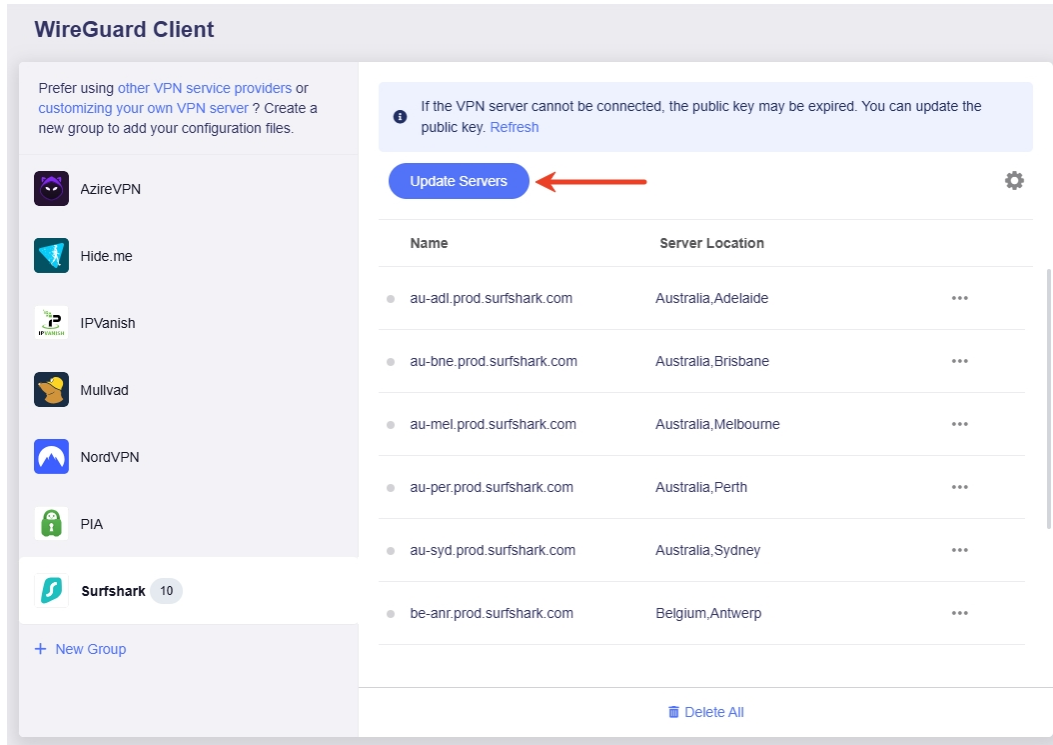 WireGuard Client
Prefer using other VPN service providers or
customizing your own VPN server ? Create a
new group to add your configuration files.
AzireVPN
Hide.me
IPVANISH
IPVanish
Mullvad
NordVPN
PIA
Surfshark 10
+ New Group
If the VPN server cannot be connected, the public key may be expired. You can update the
public key. Refresh
Update Servers
Name Server Location
au-adl.prod.surfshark.com Australia,Adelaide
au-bne.prod.surfshark.com Australia,Brisbane
au-mel.prod.surfshark.com Australia,Melbourne
au-per.prod.surfshark.com Australia,Perth
au-syd.prod.surfshark.com Australia,Sydney
be-anr.prod.surfshark.com Belgium,Antwerp
Delete All